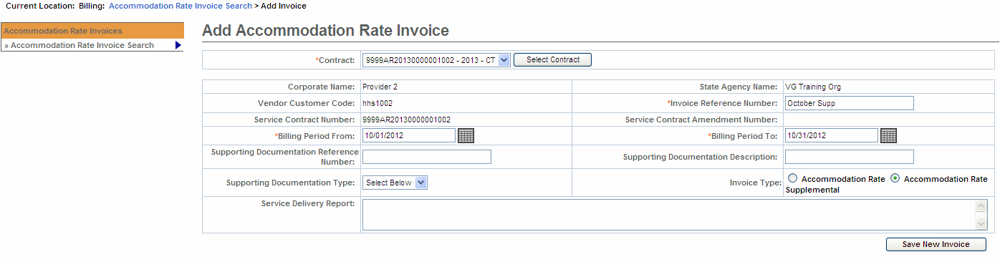 Current Location: Billing: Accommodation Rate Invoice Search > Add Invoice
Accommodation Rate Invoices
» Accommodation Rate Invoice Search
Add Accommodation Rate Invoice
*Contract: 9999AR20130000001002 - 2013 - CT Select Contract
Corporate Name: Provider 2 State Agency Name: VG Training Org
Vendor Customer Code: hhs1002 *Invoice Reference Number: October Supp
Service Contract Number: 9999AR20130000001002 Service Contract Amendment Number:
*Billing Period From: 10/01/2012 *Billing Period To: 10/31/2012
Supporting Documentation Reference
Number:
Supporting Documentation Description:
Supporting Documentation Type: Select Below Invoice Type: Accommodation Rate Accommodation Rate
Supplemental
Service Delivery Report:
Save New Invoice